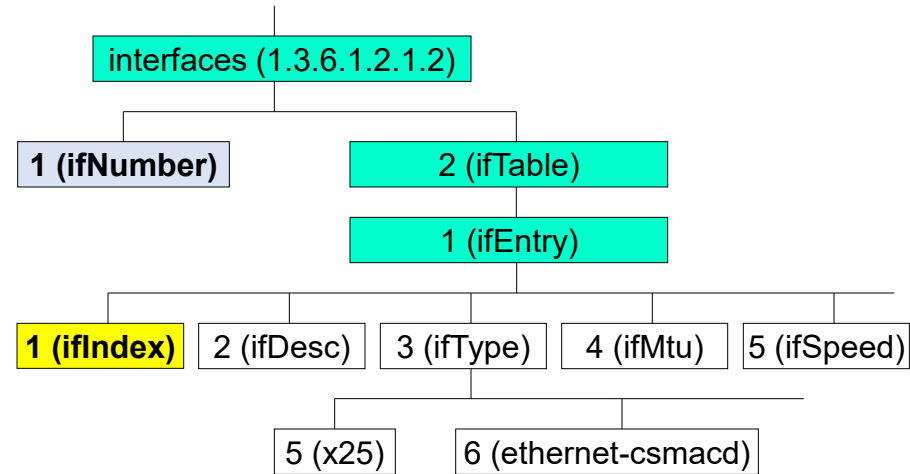 interfaces (1.3.6.1.2.1.2)
1 (ifNumber)
2 (ifTable)
1 (ifEntry)
1 (ifIndex)
2 (ifDesc)
3 (ifType)
4 (ifMtu)
5 (ifSpeed)
5 (x25)
6 (ethernet-csmacd)